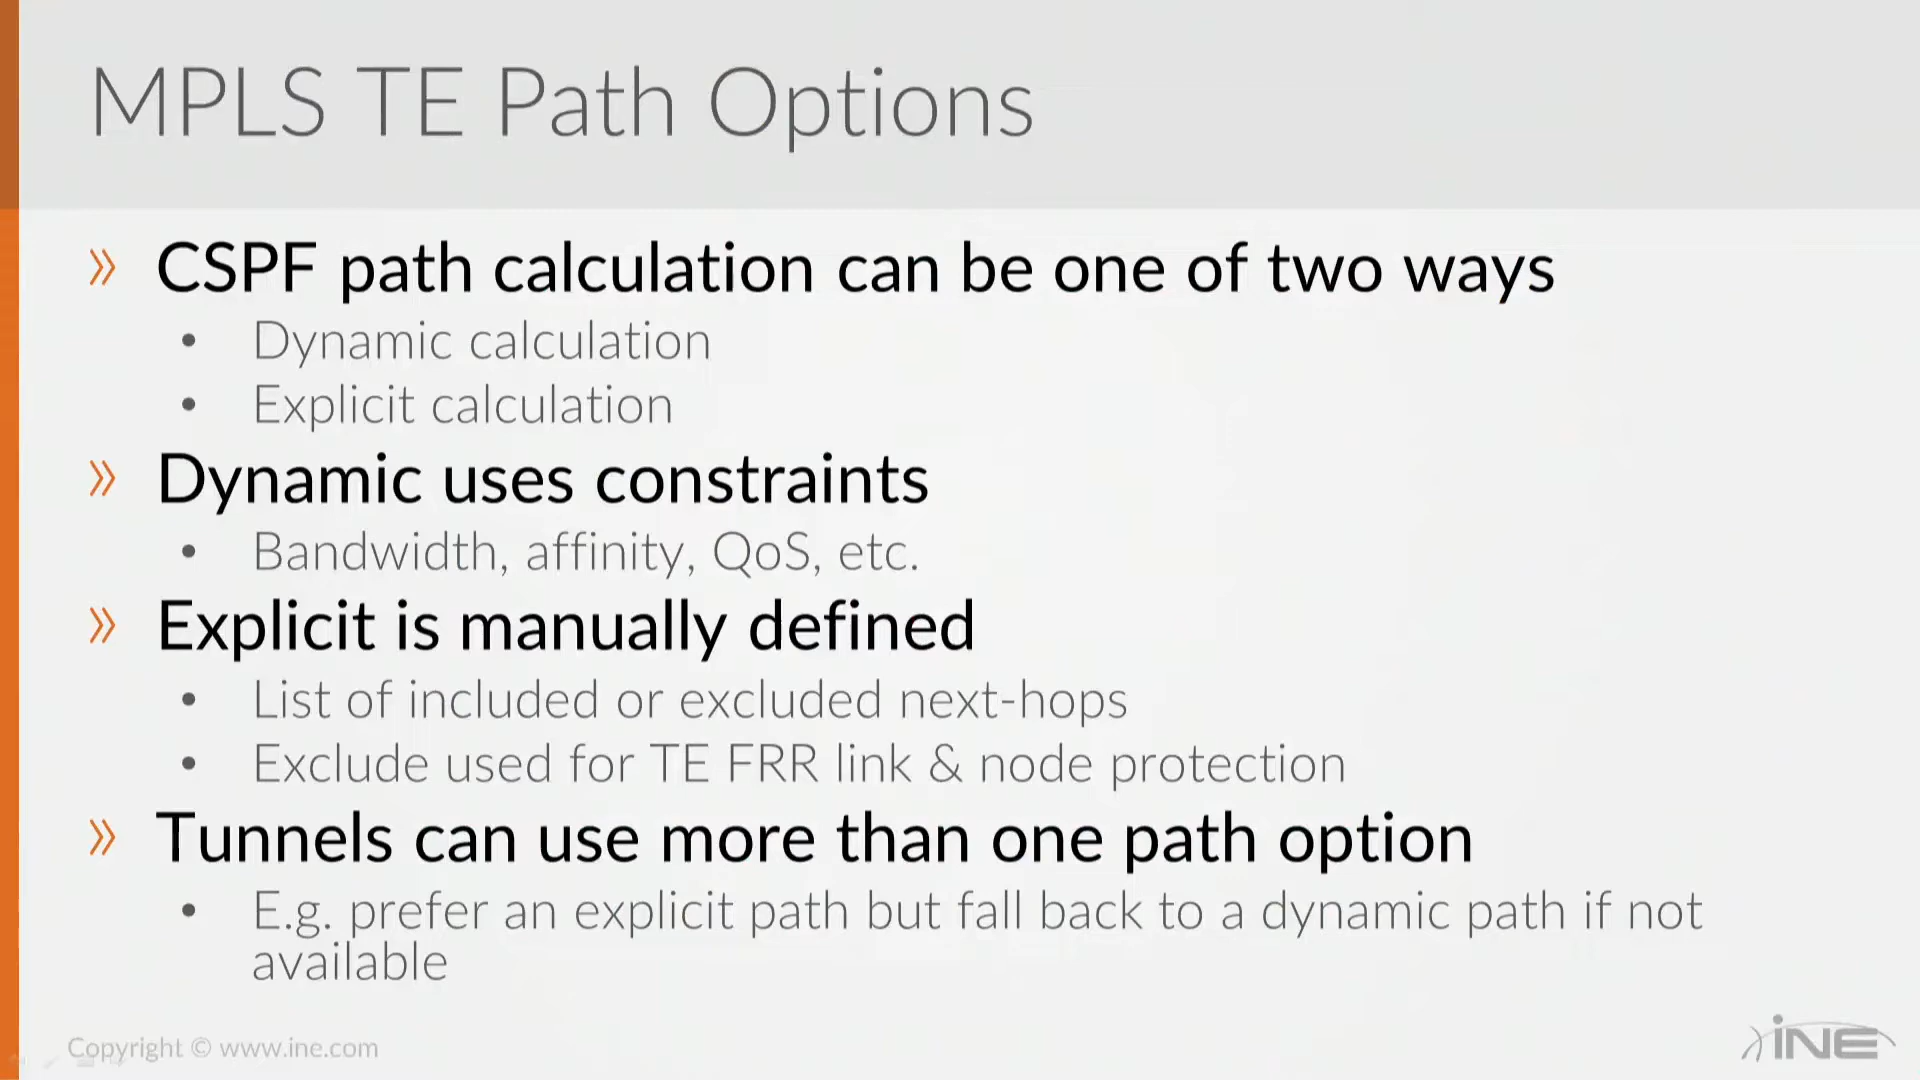 MPLS TE Path Options
» CSPF path calculation can be one of two ways
• Dynamic calculation
• Explicit calculation
» Dynamic uses constraints
• Bandwidth, affinity, QoS, etc.
» Explicit is manually defined
• List of included or excluded next-hops
• Exclude used for TE FRR link & node protection
» Tunnels can use more than one path option
• E.g. prefer an explicit path but fall back to a dynamic path if not
available
Copyright © www.ine.com
iNE